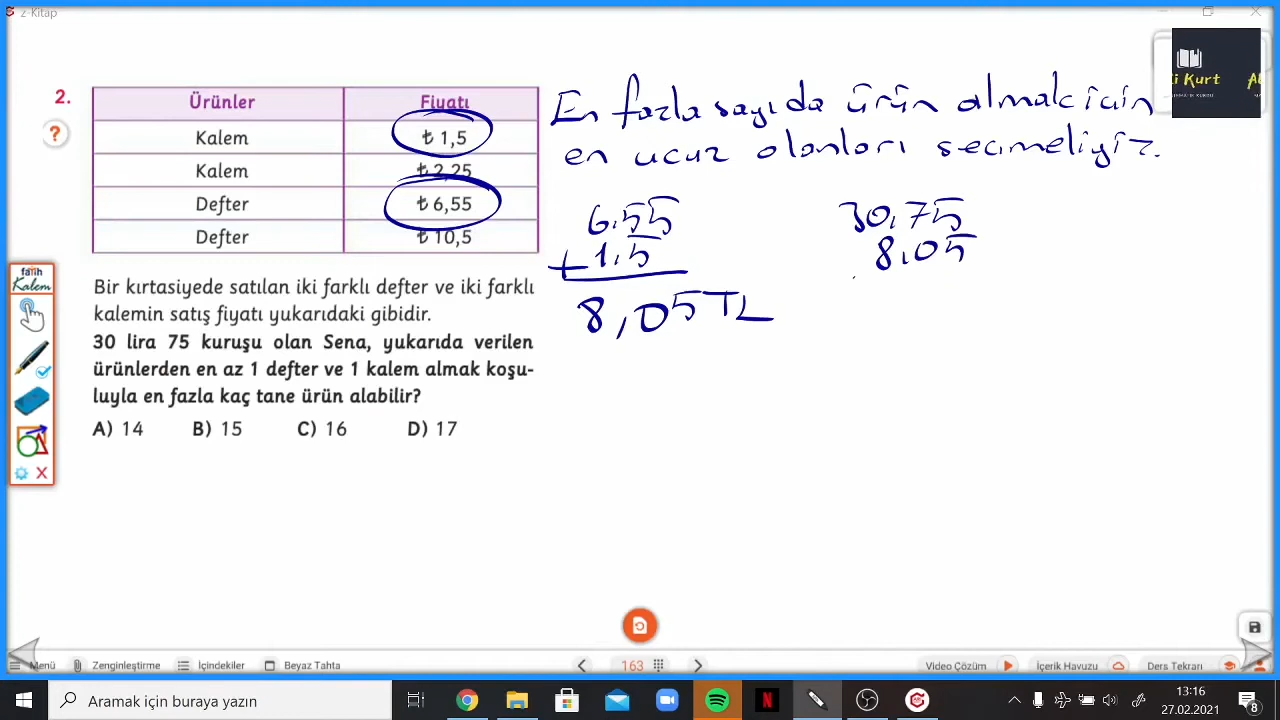 z-Kitap
2.
Ürünler Fiyatı
Kalem ₺ 1,5
Kalem ₺ 2,25
Defter ₺ 6,55
Defter ₺ 10,5
?
Bir kırtasiyede satılan iki farklı defter ve iki farklı
kalemin satış fiyatı yukarıdaki gibidir.
30 lira 75 kuruşu olan Sena, yukarıda verilen
ürünlerden en az 1 defter ve 1 kalem almak koşu-
luyla en fazla kaç tane ürün alabilir?
A) 14 B) 15 C) 16 D) 17
En fazla sayıda ürün almak için
en ucuz olanları seçmeliyiz.
6,55
+ 1,5
8,05 TL
30,75
8,05
fatih
Kalem
Kurt
Menü Zenginleştirme İçindekiler Beyaz Tahta 163 Video Çözüm İçerik Havuzu Ders Tekrarı
Aramak için buraya yazın
13:16
27.02.2021
8